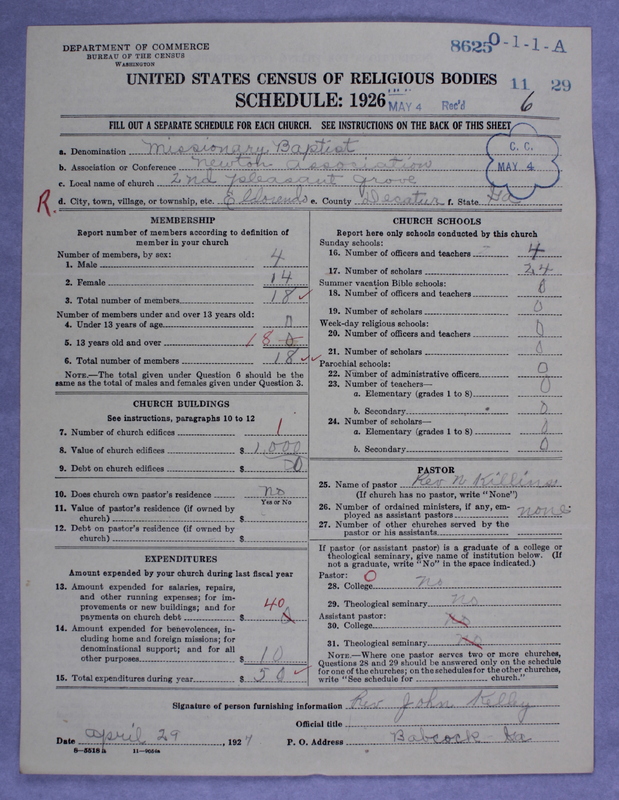 DEPARTMENT OF COMMERCE
BUREAU OF THE CENSUS
WASHINGTON
8625 0-1-1-A
UNITED STATES CENSUS OF RELIGIOUS BODIES
SCHEDULE: 1926
MAY 4 Rec'd
11 29
6
FILL OUT A SEPARATE SCHEDULE FOR EACH CHURCH. SEE INSTRUCTIONS ON THE BACK OF THIS SHEET
C. C.
MAY 4
a. Denomination Missionary Baptist
b. Association or Conference Newton Association
c. Local name of church 2nd Pleasant Grove
R.
d. City, town, village, or township, etc. Eldorendo e. County Decatur f. State Ga
MEMBERSHIP
Report number of members according to definition of member in your church
Number of members, by sex:
1. Male 4
2. Female 14
3. Total number of members 18
Number of members under and over 13 years old:
4. Under 13 years of age 0
5. 13 years old and over 18 0
6. Total number of members 18
NOTE.—The total given under Question 6 should be the
same as the total of males and females given under Question 3.
CHURCH BUILDINGS
See instructions, paragraphs 10 to 12
7. Number of church edifices 1
8. Value of church edifices $ 1,000
9. Debt on church edifices $ 00
10. Does church own pastor's residence no
Yes or No
11. Value of pastor's residence (if owned by
church) $
12. Debt on pastor's residence (if owned by
church) $
EXPENDITURES
Amount expended by your church during last fiscal year
13. Amount expended for salaries, repairs,
and other running expenses; for im-
provements or new buildings; and for
payments on church debt $ 40 0
14. Amount expended for benevolences, in-
cluding home and foreign missions; for
denominational support; and for all
other purposes $ 10
15. Total expenditures during year $ 50
CHURCH SCHOOLS
Report here only schools conducted by this church
Sunday schools:
16. Number of officers and teachers 4
17. Number of scholars 24
Summer vacation Bible schools:
18. Number of officers and teachers 0
19. Number of scholars 0
Week-day religious schools:
20. Number of officers and teachers 0
21. Number of scholars 0
Parochial schools:
22. Number of administrative officers 0
23. Number of teachers—
a. Elementary (grades 1 to 8) 0
b. Secondary 0
24. Number of scholars—
a. Elementary (grades 1 to 8) 0
b. Secondary 0
PASTOR
25. Name of pastor Rev N Killins
(If church has no pastor, write "None")
26. Number of ordained ministers, if any, em-
ployed as assistant pastors none
27. Number of other churches served by the
pastor or his assistants
If pastor (or assistant pastor) is a graduate of a college or
theological seminary, give name of institution below. (If
not a graduate, write "No" in the space indicated.)
Pastor: 0
28. College no
29. Theological seminary no
Assistant pastor:
30. College no
31. Theological seminary no
NOTE.—Where one pastor serves two or more churches,
Questions 28 and 29 should be answered only on the schedule
for one of the churches; on the schedules for the other churches,
write "See schedule for church."
Signature of person furnishing information Rev John Kelly
Official title
Date April 29, 1927 P. O. Address Babcock Ga
8—5518 a 11—9054a